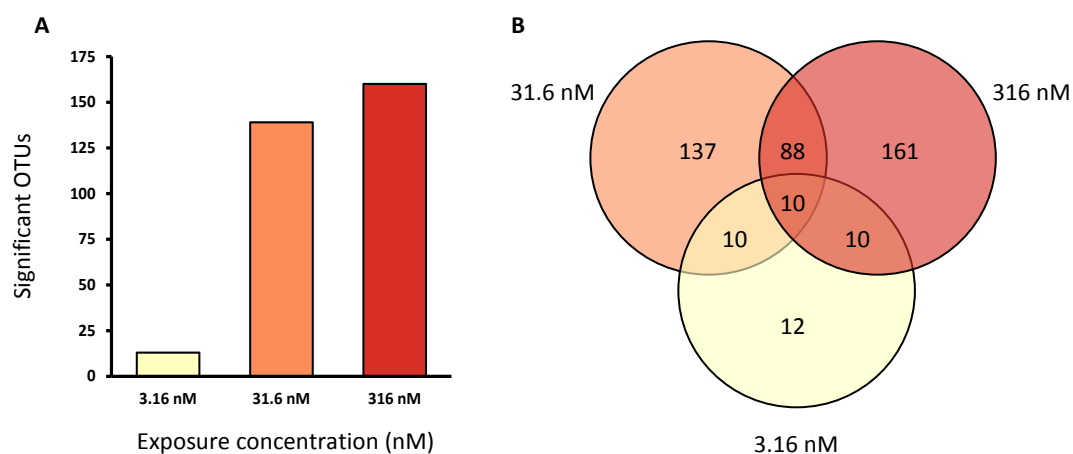 A
Significant OTUs
175
150
125
100
75
50
25
0
3.16 nM 31.6 nM 316 nM
Exposure concentration (nM)
B
31.6 nM
316 nM
137 88 161
10
10 10
12
3.16 nM